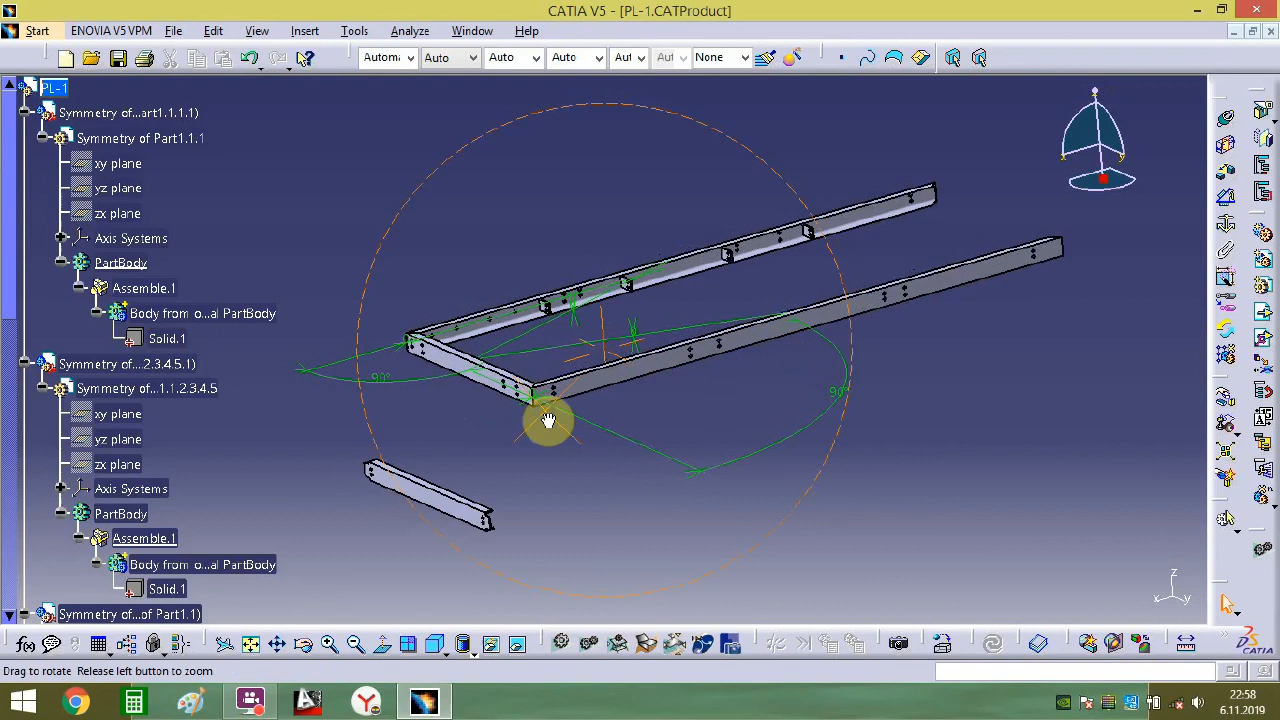 CATIA V5 - [PL-1.CATProduct]
Start ENOVIA V5 VPM File Edit View Insert Tools Analyze Window Help
Automa Auto Auto Auto Aut Aut None
PL-1
Symmetry of...art1.1.1.1)
Symmetry of Part1.1.1
xy plane
yz plane
zx plane
Axis Systems
PartBody
Assemble.1
Body from o...al PartBody
Solid.1
Symmetry of...2.3.4.5.1)
Symmetry of...1.1.2.3.4.5
xy plane
yz plane
zx plane
Axis Systems
PartBody
Assemble.1
Body from o...al PartBody
Solid.1
Symmetry of...of Part1.1)
90°
90°
z
x y
CATIA
Drag to rotate Release left button to zoom
22:58
6.11.2019